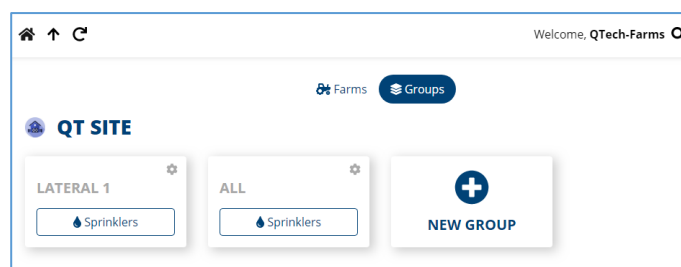 Welcome, QTech-Farms
Farms Groups
QT SITE
LATERAL 1 ALL
Sprinklers Sprinklers NEW GROUP